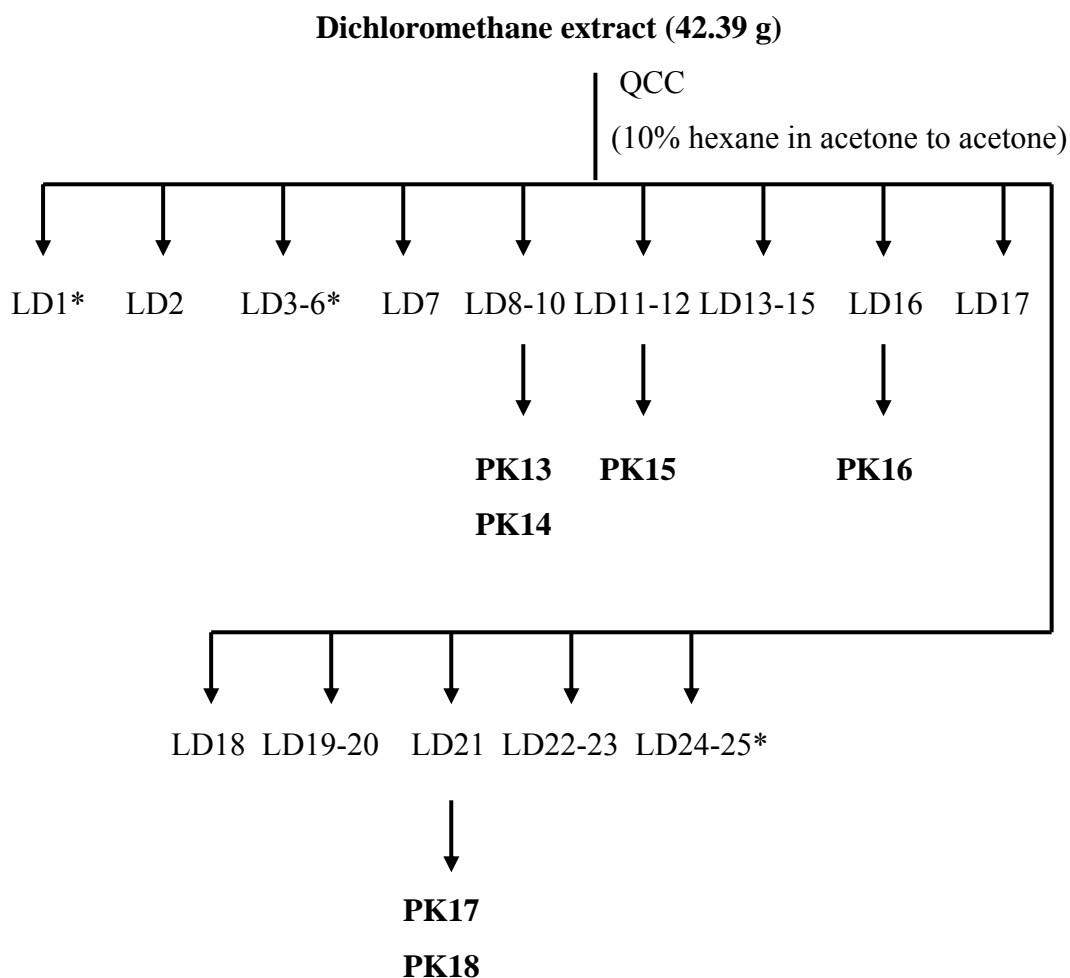 Dichloromethane extract (42.39 g)
QCC
(10% hexane in acetone to acetone)
LD1* LD2 LD3-6* LD7 LD8-10 LD11-12 LD13-15 LD16 LD17
PK13 PK15 PK16
PK14
LD18 LD19-20 LD21 LD22-23 LD24-25*
PK17
PK18